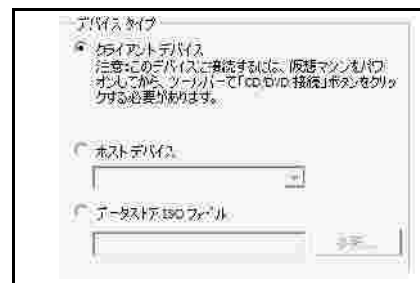 デバイス タイプ
クライアント デバイス
注意:このデバイスに接続するには、仮想マシンをパワー
オンしてから、ツールバーで「CD/DVD 接続」ボタンをクリッ
クする必要があります。
ホスト デバイス
データストア ISO ファイル
参照...